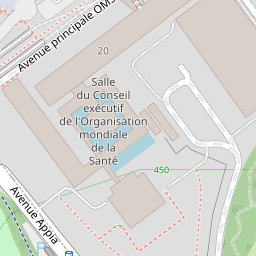 Avenue principale OMS
20
Salle
du Conseil
exécutif
de l'Organisation
mondiale
de la
Santé
450
Avenue Appia